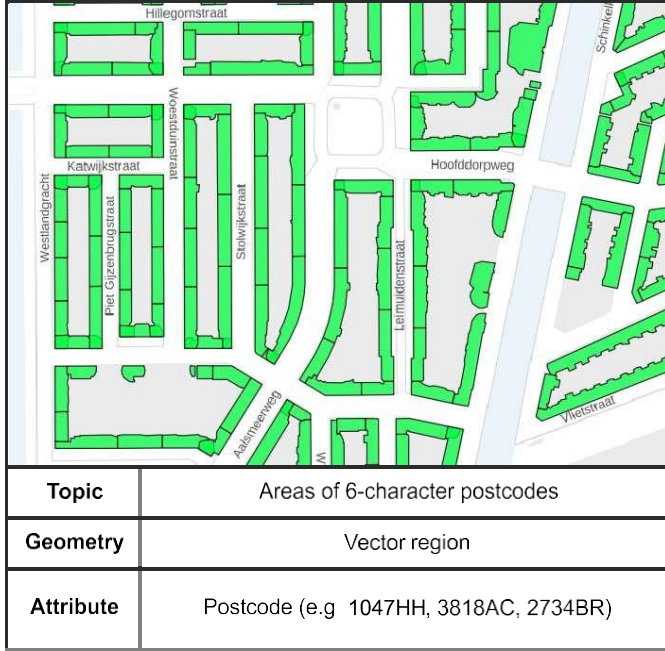 Hillegomstraat
Schinkel
Woestduinstraat
Katwijkstraat
Hoofddorpweg
Westlandgracht
Piet Gijzenbrugstraat
Stolwijkstraat
Leimuidenstraat
Aalsmeerweg
Vlietstraat
W
Topic Areas of 6-character postcodes
Geometry Vector region
Attribute Postcode (e.g 1047HH, 3818AC, 2734BR)